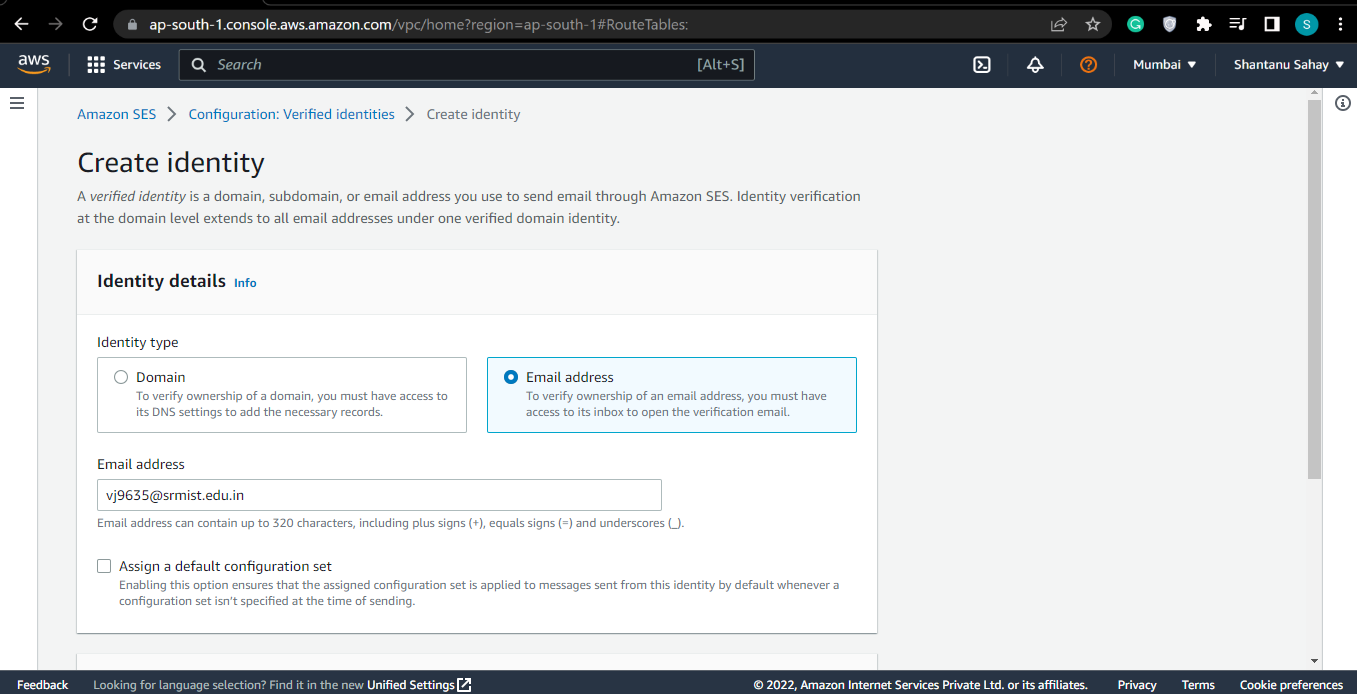 ap-south-1.console.aws.amazon.com/vpc/home?region=ap-south-1#RouteTables:
S
aws
Services
Search
[Alt+S]
Mumbai
Shantanu Sahay
Amazon SES
Configuration: Verified identities
Create identity
Create identity
A verified identity is a domain, subdomain, or email address you use to send email through Amazon SES. Identity verification
at the domain level extends to all email addresses under one verified domain identity.
Identity details Info
Identity type
Domain
To verify ownership of a domain, you must have access to
its DNS settings to add the necessary records.
Email address
To verify ownership of an email address, you must have
access to its inbox to open the verification email.
Email address
vj9635@srmist.edu.in
Email address can contain up to 320 characters, including plus signs (+), equals signs (=) and underscores (_).
Assign a default configuration set
Enabling this option ensures that the assigned configuration set is applied to messages sent from this identity by default whenever a
configuration set isn't specified at the time of sending.
Feedback
Looking for language selection? Find it in the new Unified Settings
© 2022, Amazon Internet Services Private Ltd. or its affiliates.
Privacy
Terms
Cookie preferences